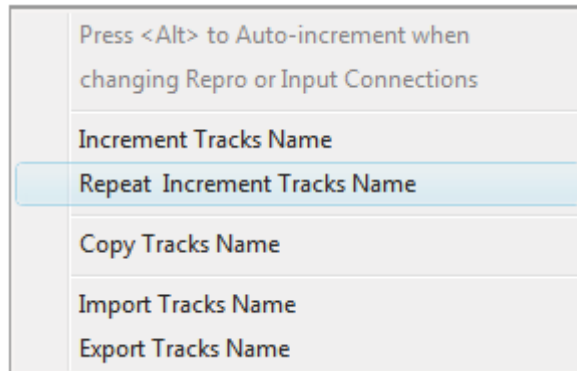 Press <Alt> to Auto-increment when
changing Repro or Input Connections
Increment Tracks Name
Repeat  Increment Tracks Name
Copy Tracks Name
Import Tracks Name
Export Tracks Name